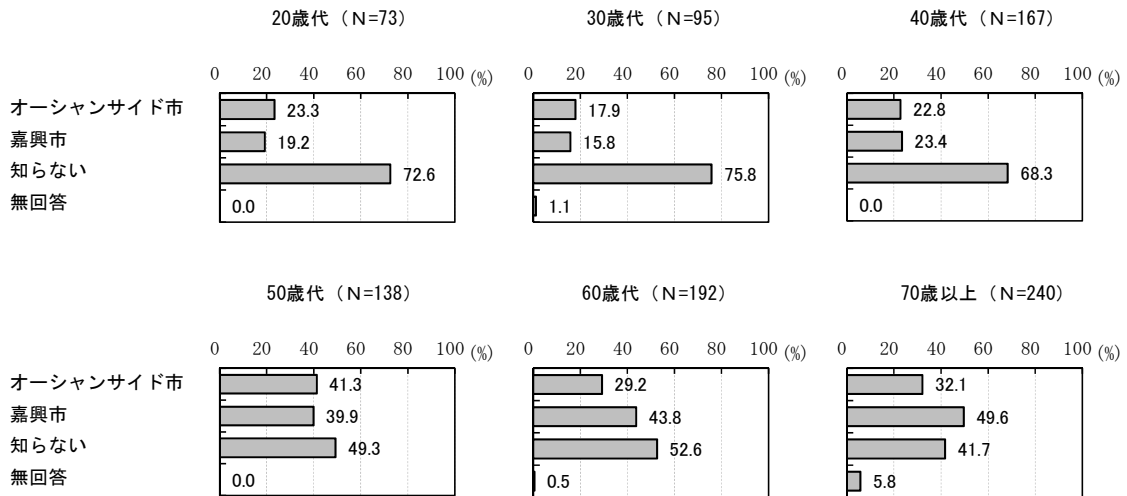 20歳代（Ｎ=73）
30歳代（Ｎ=95）
40歳代（Ｎ=167）
0 20 40 60 80 100 (%)
0 20 40 60 80 100 (%)
0 20 40 60 80 100 (%)
オーシャンサイド市 23.3 17.9 22.8
嘉興市 19.2 15.8 23.4
知らない 72.6 75.8 68.3
無回答 0.0 1.1 0.0
50歳代（Ｎ=138）
60歳代（Ｎ=192）
70歳以上（Ｎ=240）
0 20 40 60 80 100 (%)
0 20 40 60 80 100 (%)
0 20 40 60 80 100 (%)
オーシャンサイド市 41.3 29.2 32.1
嘉興市 39.9 43.8 49.6
知らない 49.3 52.6 41.7
無回答 0.0 0.5 5.8